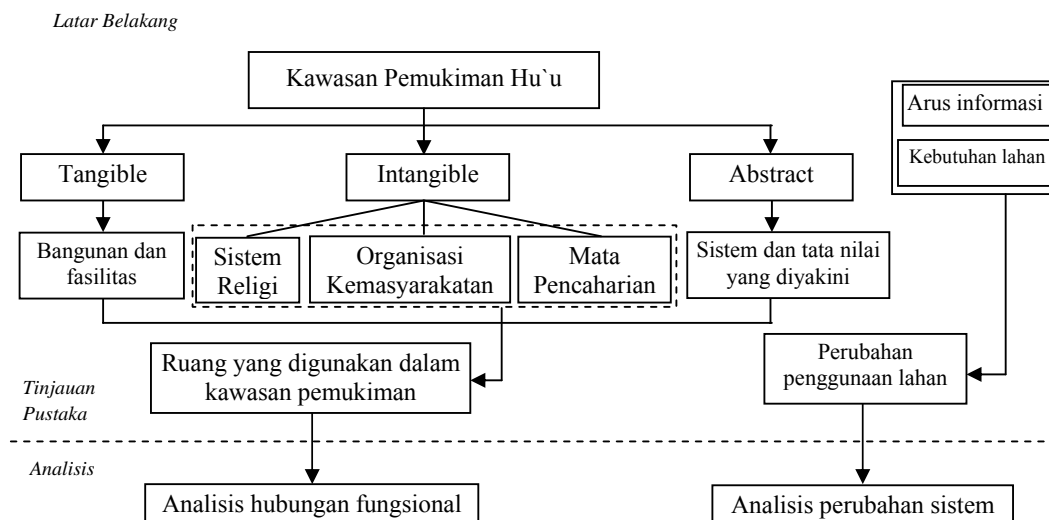 Latar Belakang
Kawasan Pemukiman Hu`u
Arus informasi
Kebutuhan lahan
Tangible
Intangible
Abstract
Bangunan dan
fasilitas
Sistem
Religi
Organisasi
Kemasyarakatan
Mata
Pencaharian
Sistem dan tata nilai
yang diyakini
Ruang yang digunakan dalam
kawasan pemukiman
Perubahan
penggunaan lahan
Tinjauan
Pustaka
Analisis
Analisis hubungan fungsional
Analisis perubahan sistem